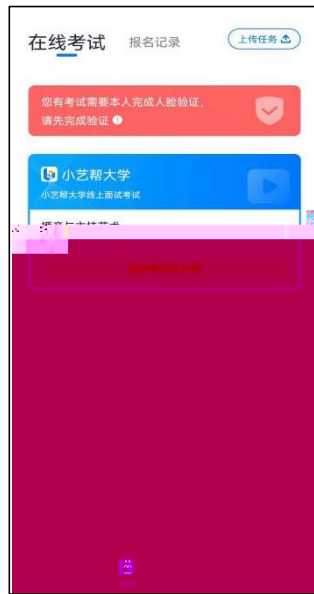 在线考试
报名记录
上传任务
您有考试需要本人完成人脸验证,
请先完成验证
小艺帮大学
小艺帮大学线上面试考试